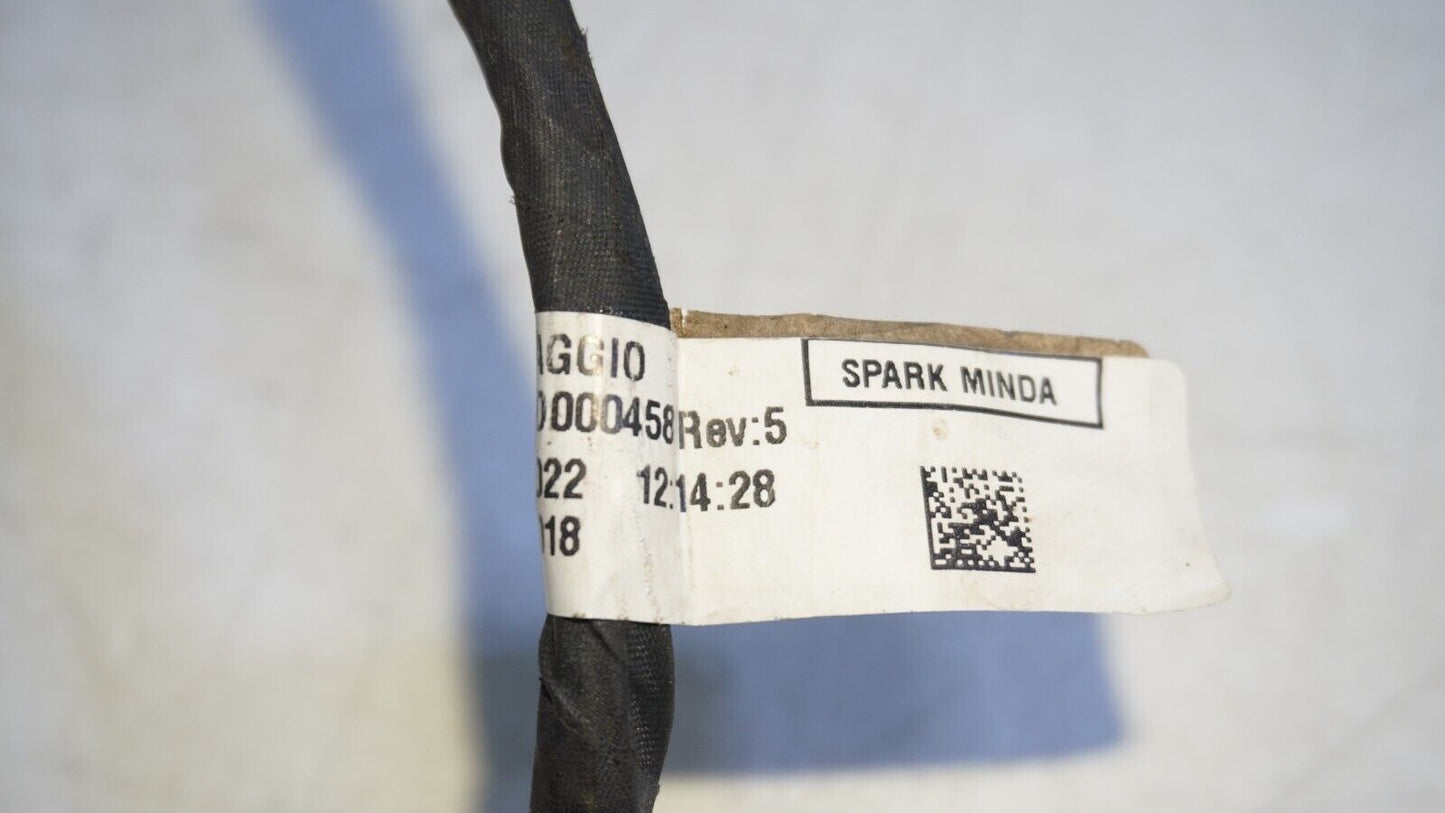 SPARK MINDA
AGGIO
0000458 Rev:5
022 12:14:28
018